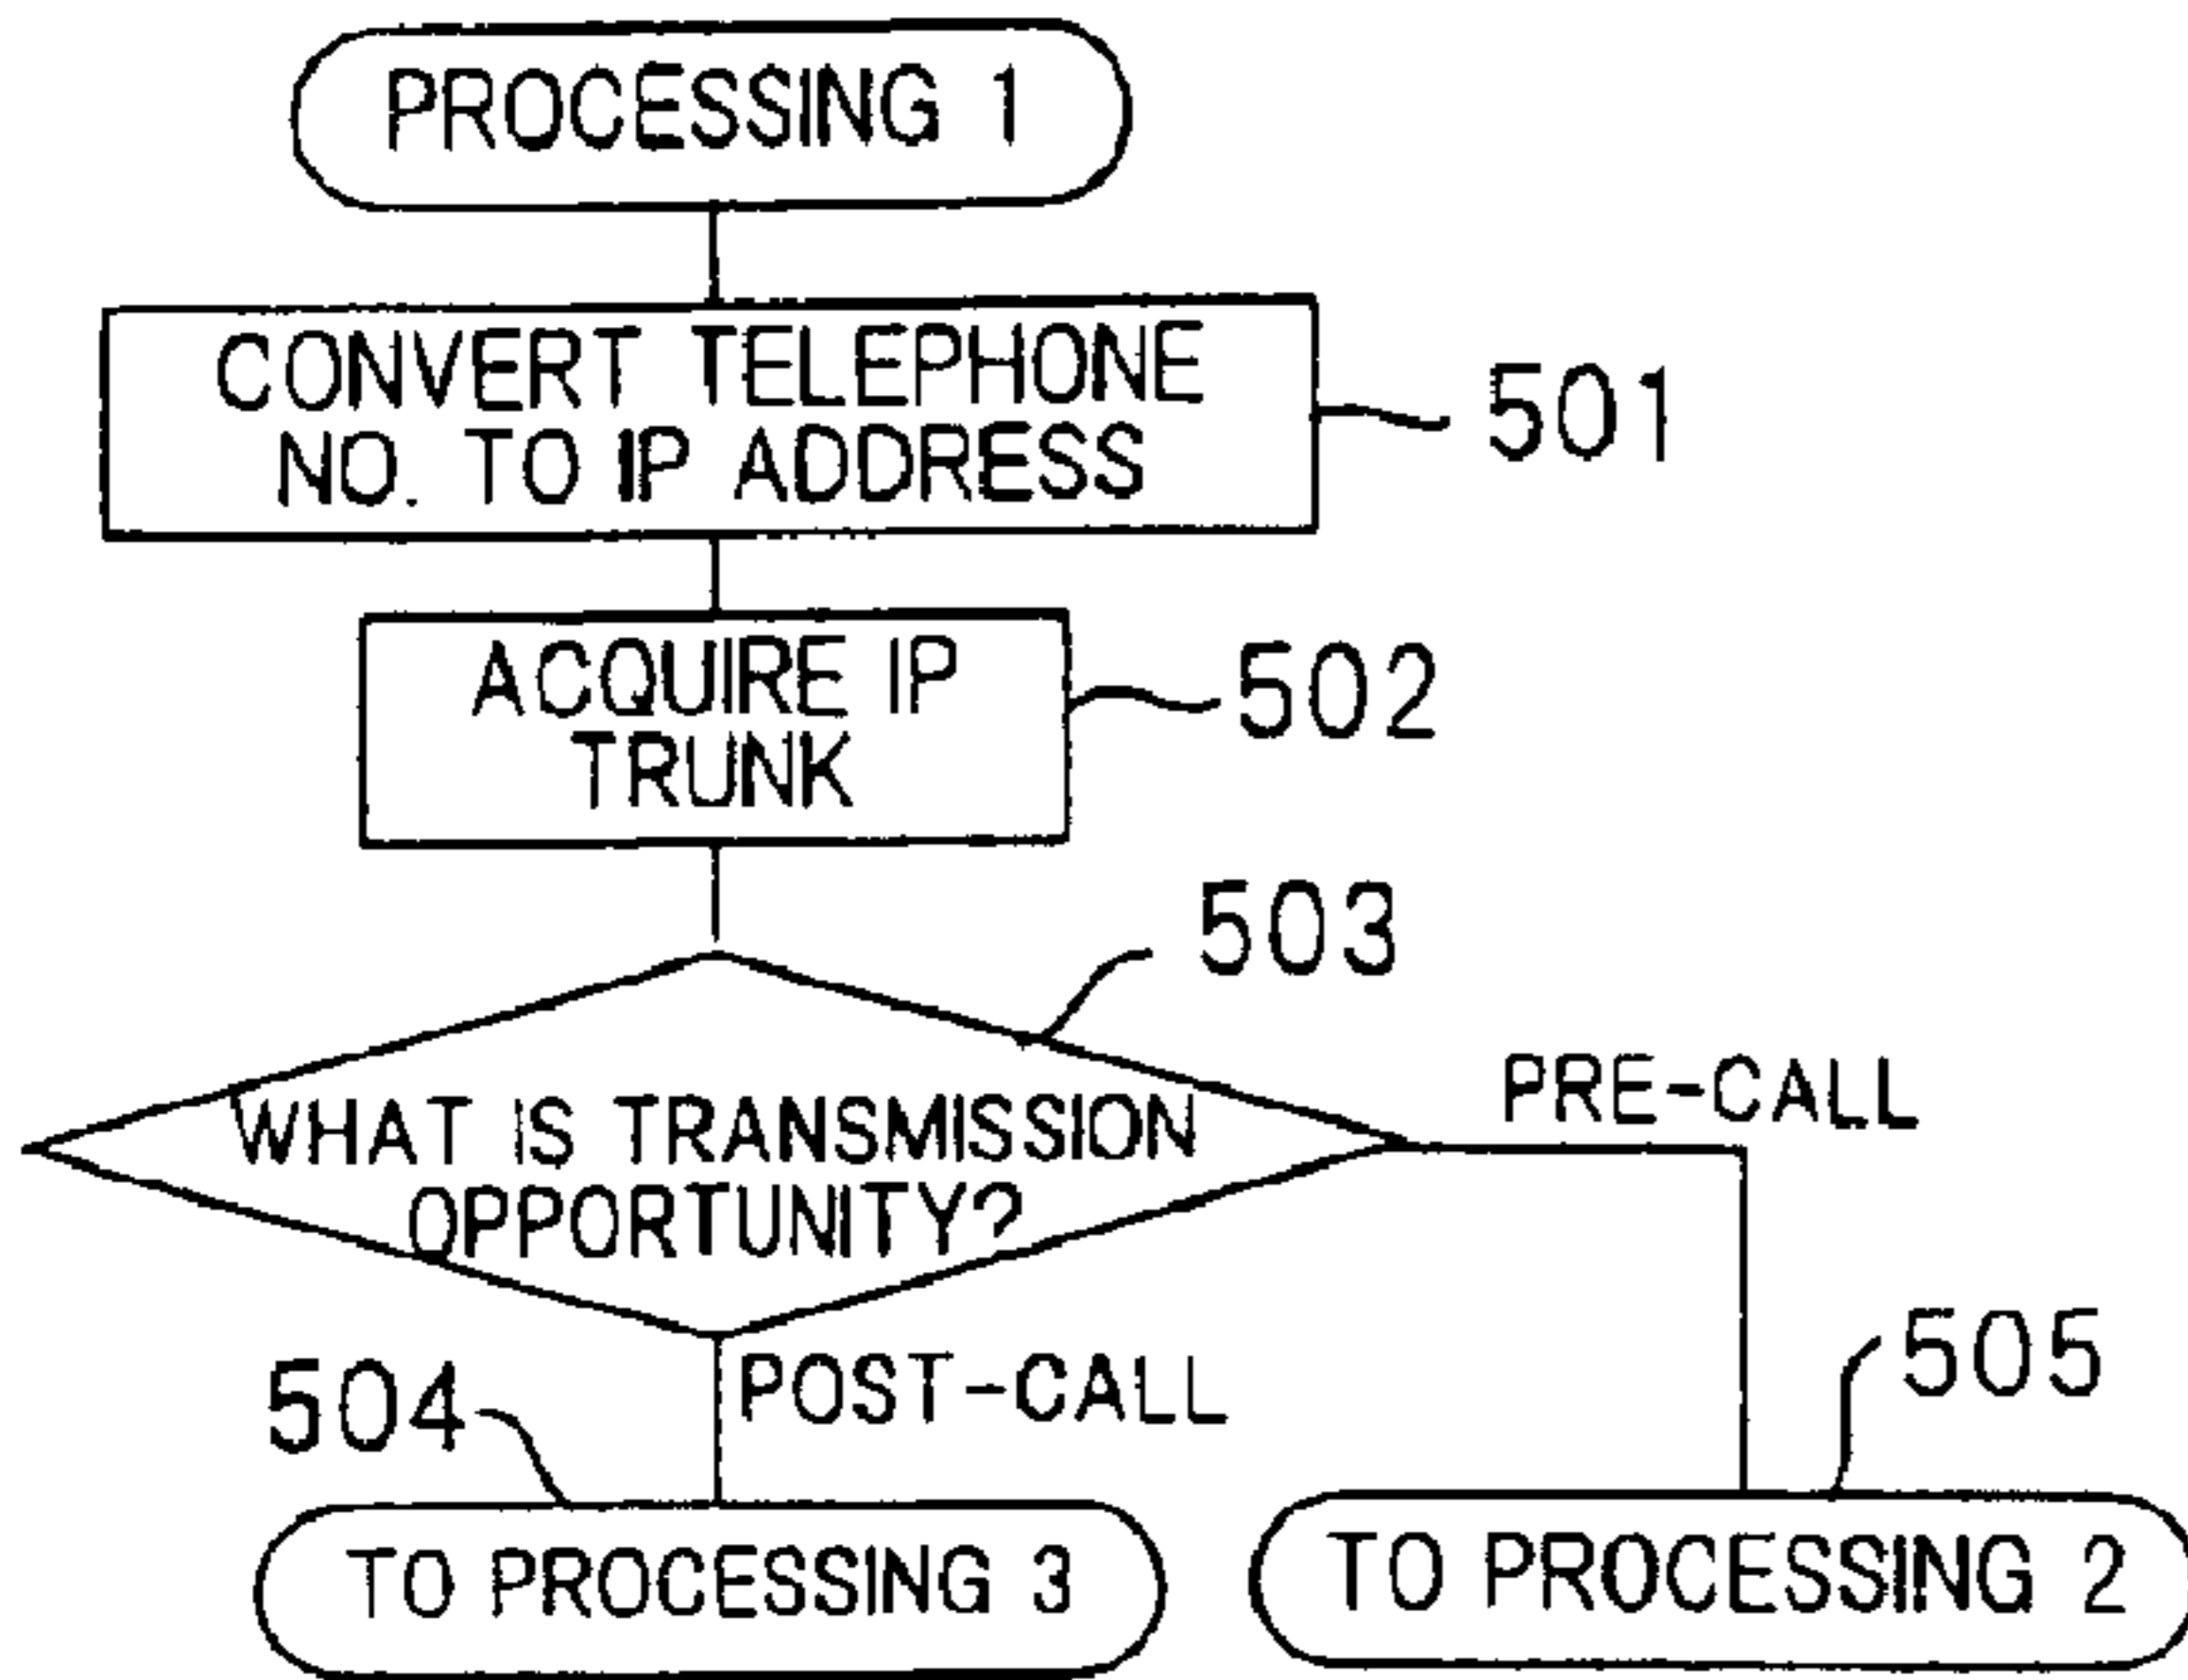 PROCESSING 1
CONVERT TELEPHONE
NO. TO IP ADDRESS
501
ACQUIRE IP
TRUNK
502
503
WHAT IS TRANSMISSION
OPPORTUNITY?
PRE-CALL
POST-CALL
504
505
TO PROCESSING 3
TO PROCESSING 2